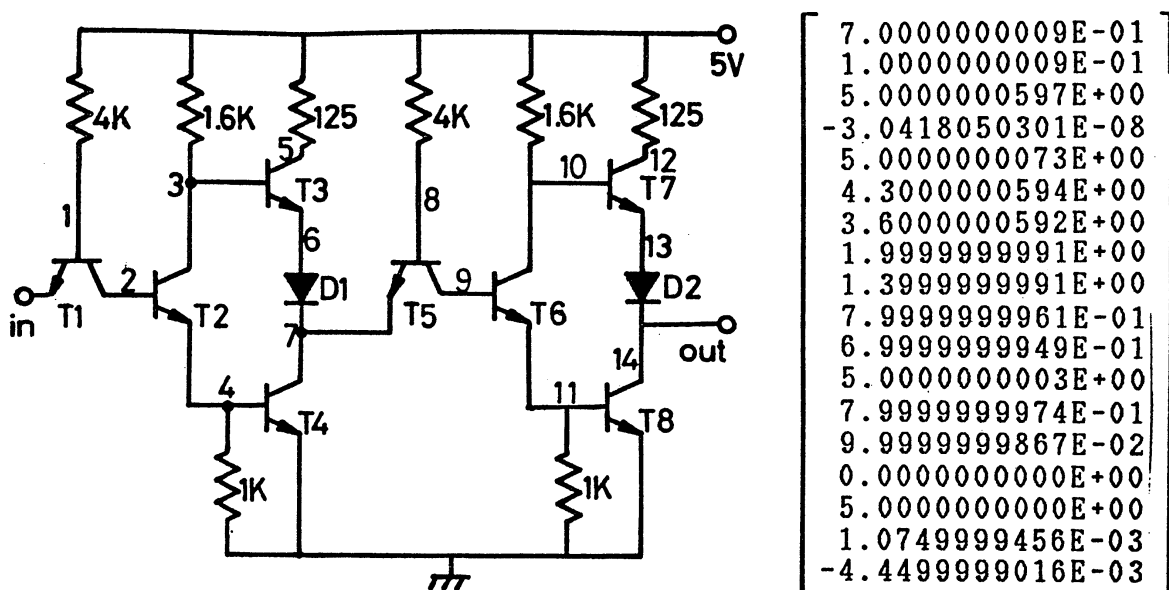 5V
4K 1.6K 125 4K 1.6K 125
5 12
3 T3 10 T7
1 8
6 13
2 9
in T1 T2 D1 T5 T6 D2
7 out
4 14
11
T4 T8
1K 1K
7.0000000009E-01
1.0000000009E-01
5.0000000597E+00
-3.0418050301E-08
5.0000000073E+00
4.3000000594E+00
3.6000000592E+00
1.9999999991E+00
1.3999999991E+00
7.9999999961E-01
6.9999999949E-01
5.0000000003E+00
7.9999999974E-01
9.9999999867E-02
0.0000000000E+00
5.0000000000E+00
1.0749999456E-03
-4.4499999016E-03